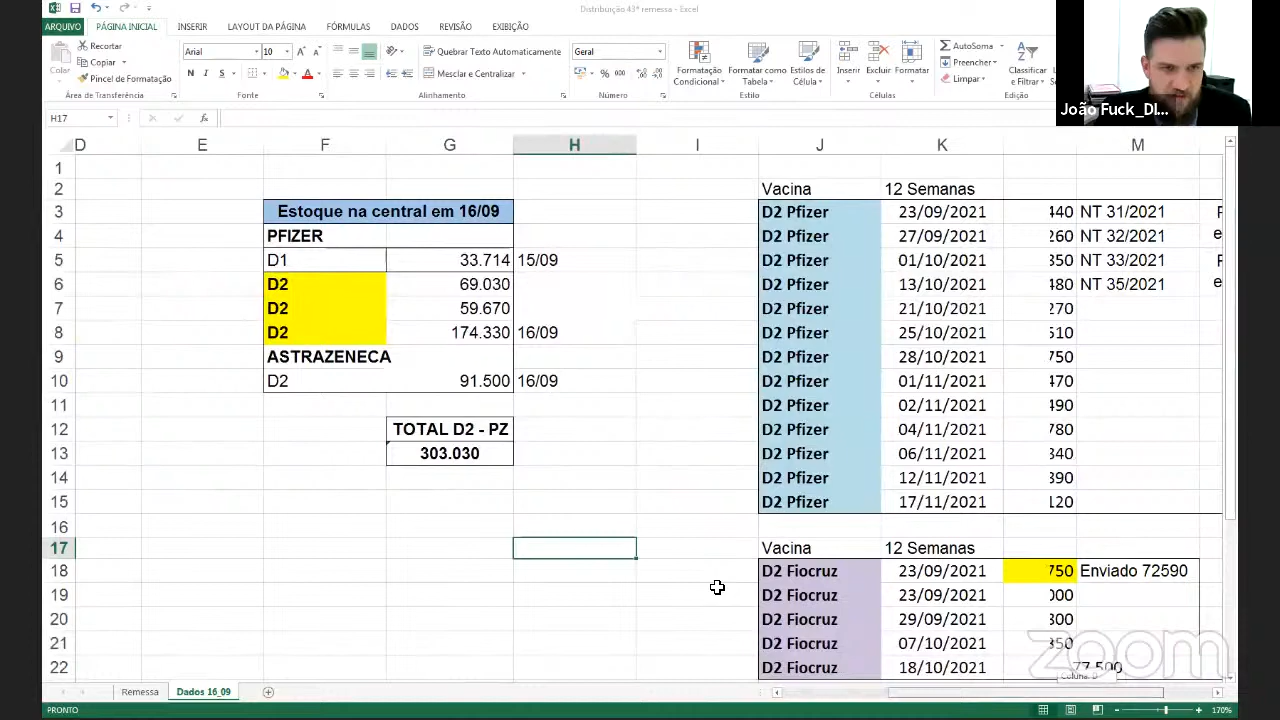 Distribuição 43ª remessa - Excel
ARQUIVO PÁGINA INICIAL INSERIR LAYOUT DA PÁGINA FÓRMULAS DADOS REVISÃO EXIBIÇÃO
Recortar
Copiar
Pincel de Formatação
Colar
Área de Transferência
Arial 10
N I S
Fonte
Quebrar Texto Automaticamente
Mesclar e Centralizar
Alinhamento
Geral
% 000
Número
Formatação Condicional
Formatar como Tabela
Estilos de Célula
Estilo
Inserir Excluir Formatar
Células
AutoSoma
Preencher
Limpar
Classificar e Filtrar
Edição
João Fuck_DI...
H17
D E F G H I J K M
1
2 Vacina 12 Semanas
3 Estoque na central em 16/09 D2 Pfizer 23/09/2021 440 NT 31/2021
4 PFIZER D2 Pfizer 27/09/2021 260 NT 32/2021
5 D1 33.714 15/09 D2 Pfizer 01/10/2021 350 NT 33/2021
6 D2 69.030 D2 Pfizer 13/10/2021 480 NT 35/2021
7 D2 59.670 D2 Pfizer 21/10/2021 270
8 D2 174.330 16/09 D2 Pfizer 25/10/2021 510
9 ASTRAZENECA D2 Pfizer 28/10/2021 750
10 D2 91.500 16/09 D2 Pfizer 01/11/2021 470
11 D2 Pfizer 02/11/2021 490
12 TOTAL D2 - PZ D2 Pfizer 04/11/2021 780
13 303.030 D2 Pfizer 06/11/2021 340
14 D2 Pfizer 12/11/2021 390
15 D2 Pfizer 17/11/2021 120
16
17 Vacina 12 Semanas
18 D2 Fiocruz 23/09/2021 750 Enviado 72590
19 D2 Fiocruz 23/09/2021 000
20 D2 Fiocruz 29/09/2021 300
21 D2 Fiocruz 07/10/2021 350
22 D2 Fiocruz 18/10/2021 77.500
zoom
Remessa Dados 16_09
PRONTO 170%